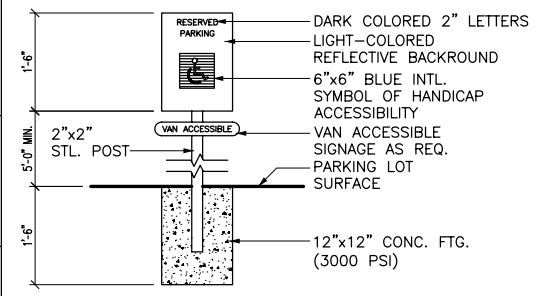 RESERVED
PARKING
DARK COLORED 2" LETTERS
LIGHT-COLORED
REFLECTIVE BACKROUND
6"x6" BLUE INTL.
SYMBOL OF HANDICAP
ACCESSIBILITY
1'-6"
VAN ACCESSIBLE
VAN ACCESSIBLE
SIGNAGE AS REQ.
2"x2"
STL. POST
5'-0" MIN.
PARKING LOT
SURFACE
1'-6"
12"x12" CONC. FTG.
(3000 PSI)